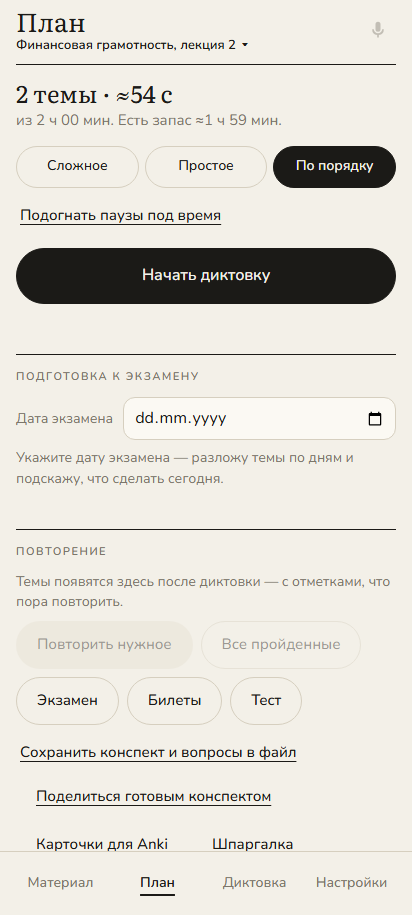 План
Финансовая грамотность, лекция 2
2 темы · ≈54 с
из 2 ч 00 мин. Есть запас ≈1 ч 59 мин.
Сложное Простое По порядку
Подогнать паузы под время
Начать диктовку
ПОДГОТОВКА К ЭКЗАМЕНУ
Дата экзамена dd.mm.yyyy
Укажите дату экзамена — разложу темы по дням и
подскажу, что сделать сегодня.
ПОВТОРЕНИЕ
Темы появятся здесь после диктовки — с отметками, что
пора повторить.
Повторить нужное Все пройденные
Экзамен Билеты Тест
Сохранить конспект и вопросы в файл
Поделиться готовым конспектом
Карточки для Anki Шпаргалка
Материал План Диктовка Настройки